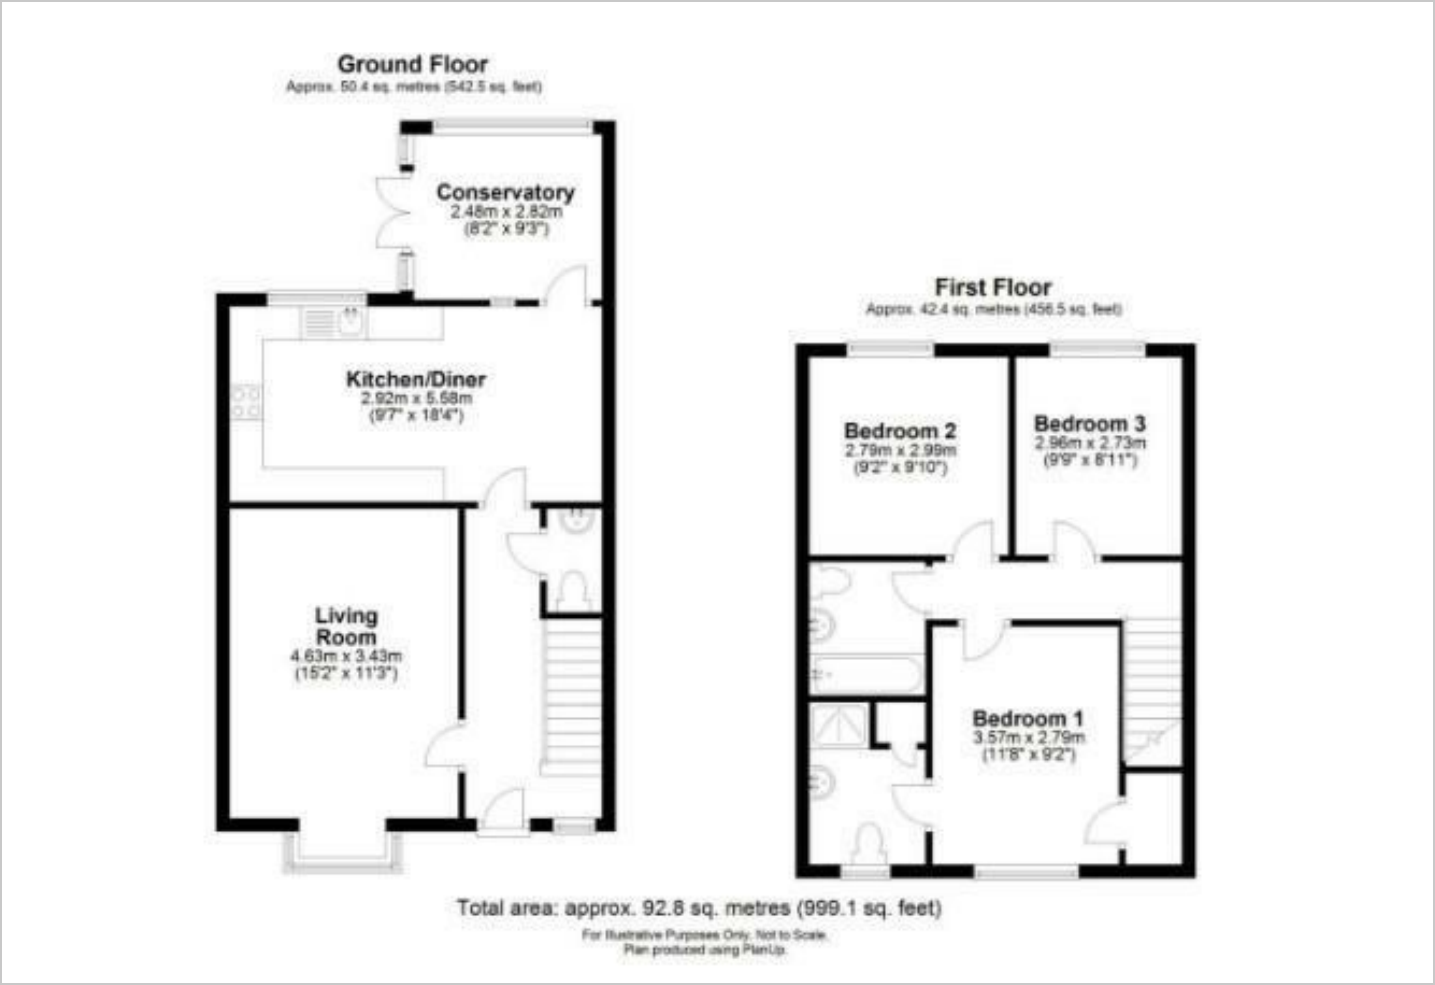 Ground Floor
Approx. 50.4 sq. metres (542.5 sq. feet)
Conservatory
2.48m x 2.82m
(8'2" x 9'3")
Kitchen/Diner
2.92m x 5.58m
(9'7" x 18'4")
Living
Room
4.63m x 3.43m
(15'2" x 11'3")
First Floor
Approx. 42.4 sq. metres (456.5 sq. feet)
Bedroom 2
2.79m x 2.99m
(9'2" x 9'10")
Bedroom 3
2.96m x 2.73m
(9'9" x 8'11")
Bedroom 1
3.57m x 2.79m
(11'8" x 9'2")
Total area: approx. 92.8 sq. metres (999.1 sq. feet)
For Illustrative Purposes Only. Not to Scale.
Plan produced using PlanUp.